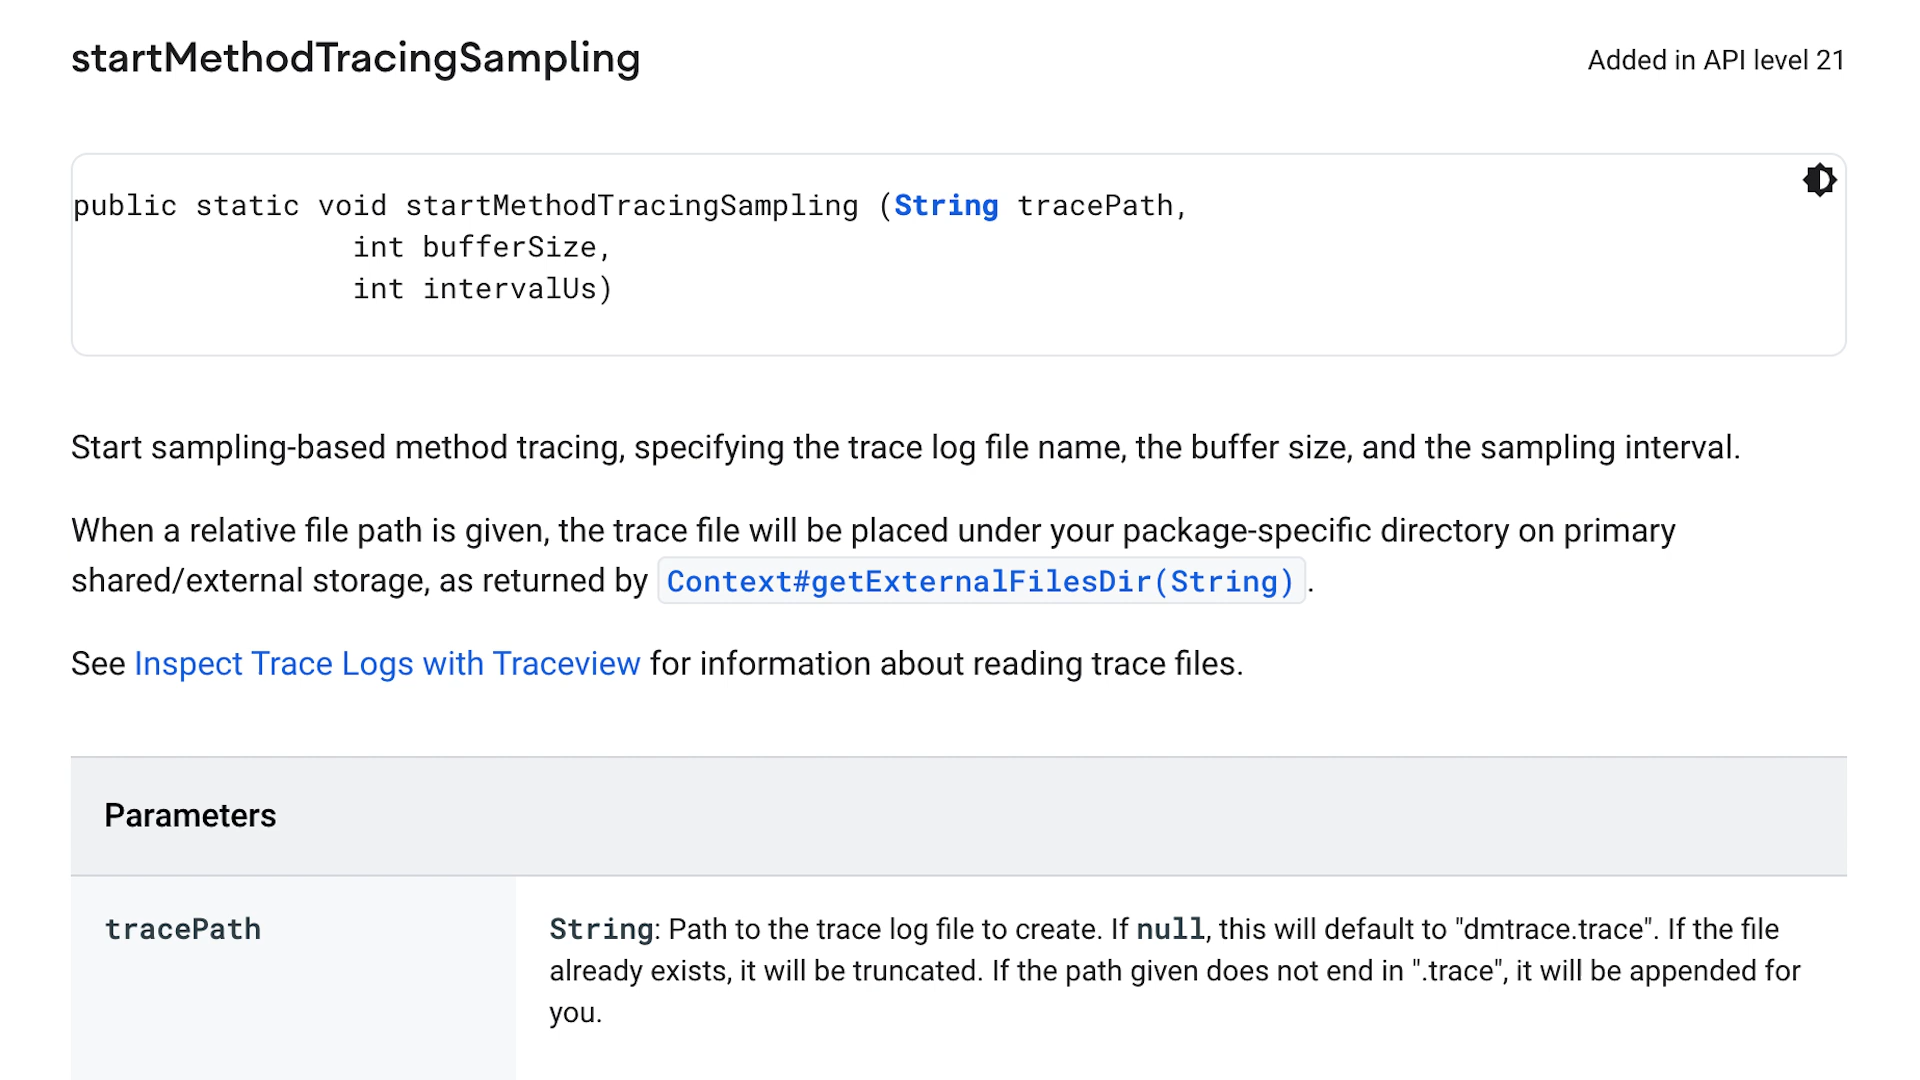 startMethodTracingSampling
Added in API level 21
public static void startMethodTracingSampling (String tracePath,
int bufferSize,
int intervalUs)
Start sampling-based method tracing, specifying the trace log file name, the buffer size, and the sampling interval.
When a relative file path is given, the trace file will be placed under your package-specific directory on primary
shared/external storage, as returned by Context#getExternalFilesDir(String).
See Inspect Trace Logs with Traceview for information about reading trace files.
Parameters
tracePath
String: Path to the trace log file to create. If null, this will default to "dmtrace.trace". If the file
already exists, it will be truncated. If the path given does not end in ".trace", it will be appended for
you.